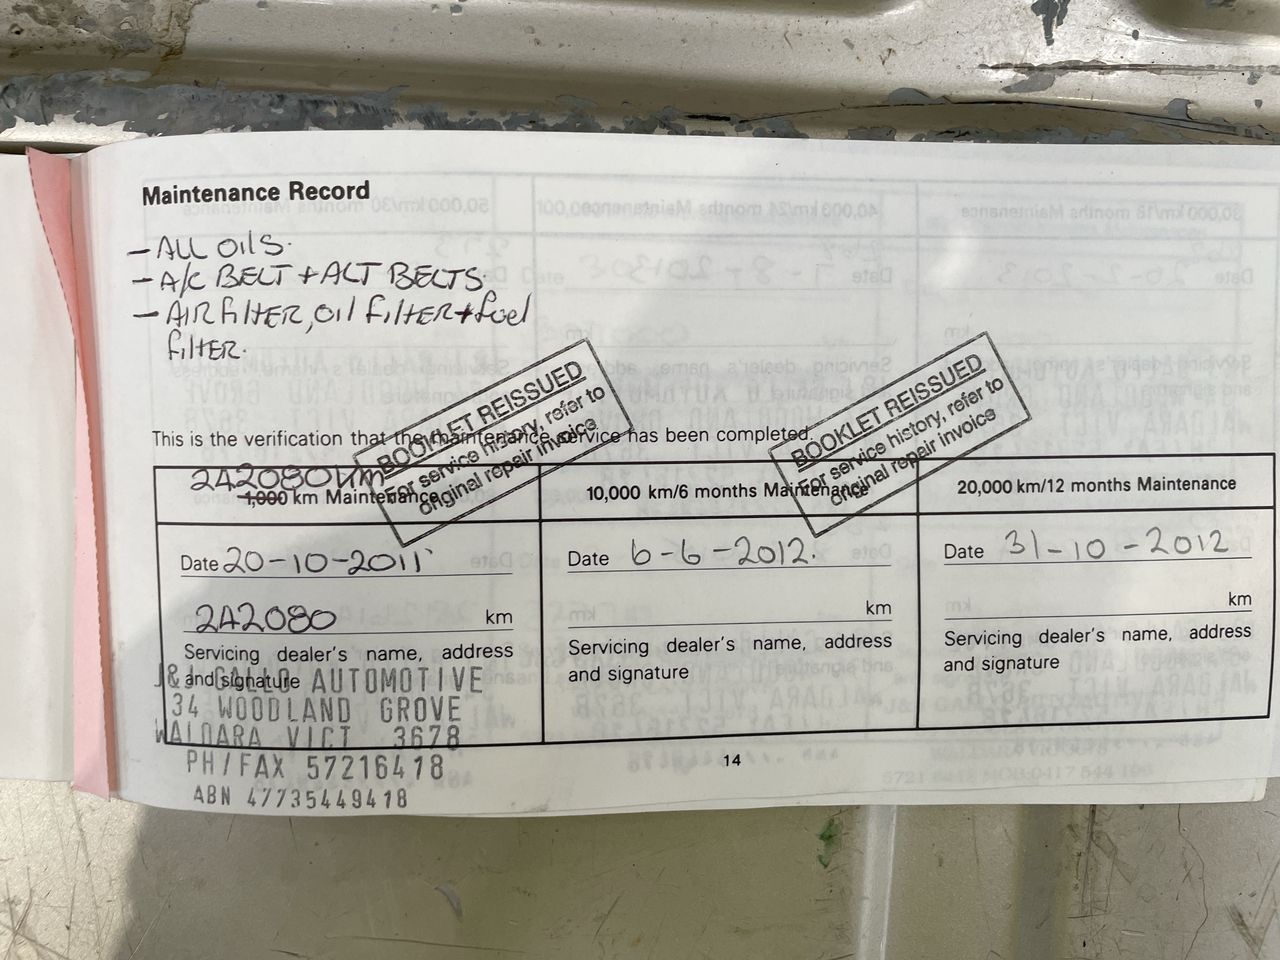 Maintenance Record
- ALL OILS.
- A/C BELT + ALT BELTS.
- AIR FILTER, OIL FILTER + fuel
FILTER.
BOOKLET REISSUED
For service history, refer to
original repair invoice
BOOKLET REISSUED
For service history, refer to
original repair invoice
This is the verification that the maintenance service has been completed.
242080km
1,000 km Maintenance
Date 20-10-2011
242080 km
Servicing dealer's name, address
and signature
J&J GALLO AUTOMOTIVE
34 WOODLAND GROVE
WALDARA VICT 3678
PH/FAX 57216418
ABN 47735449418
10,000 km/6 months Maintenance
Date 6-6-2012.
km
Servicing dealer's name, address
and signature
20,000 km/12 months Maintenance
Date 31-10-2012
km
Servicing dealer's name, address
and signature
14